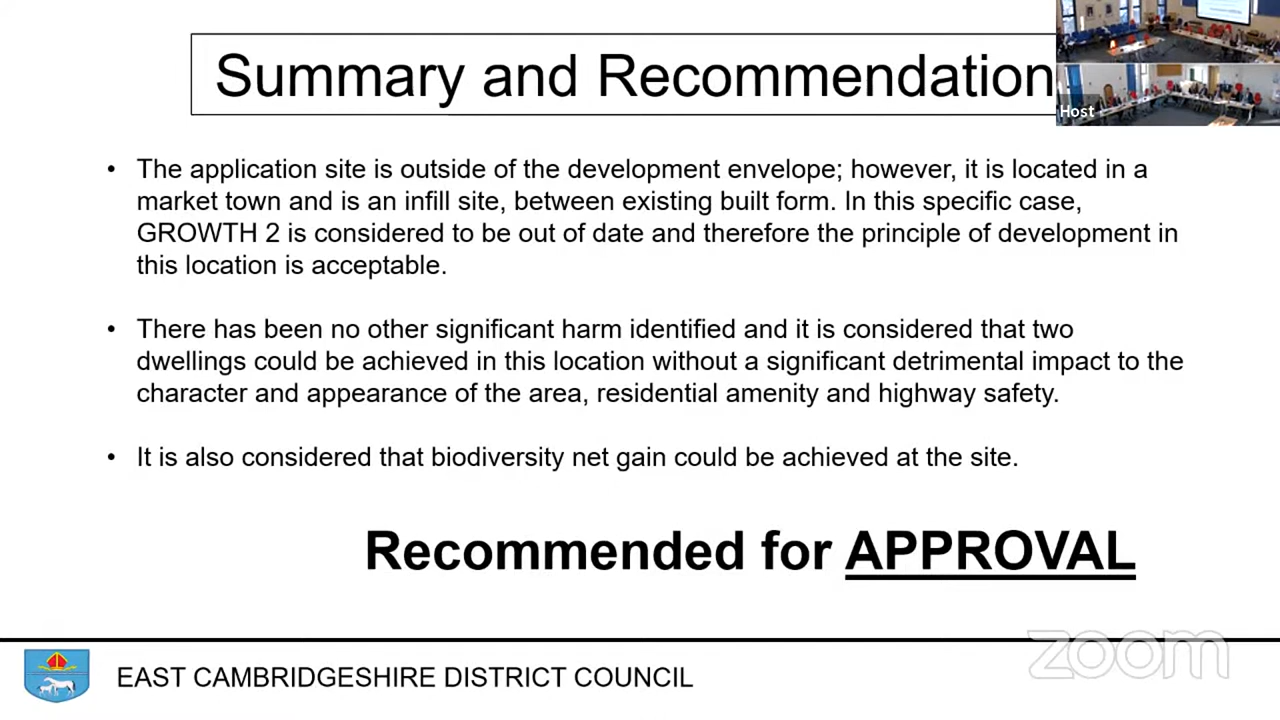 Summary and Recommendation
Host
• The application site is outside of the development envelope; however, it is located in a
market town and is an infill site, between existing built form. In this specific case,
GROWTH 2 is considered to be out of date and therefore the principle of development in
this location is acceptable.
• There has been no other significant harm identified and it is considered that two
dwellings could be achieved in this location without a significant detrimental impact to the
character and appearance of the area, residential amenity and highway safety.
• It is also considered that biodiversity net gain could be achieved at the site.
Recommended for APPROVAL
zoom
EAST CAMBRIDGESHIRE DISTRICT COUNCIL